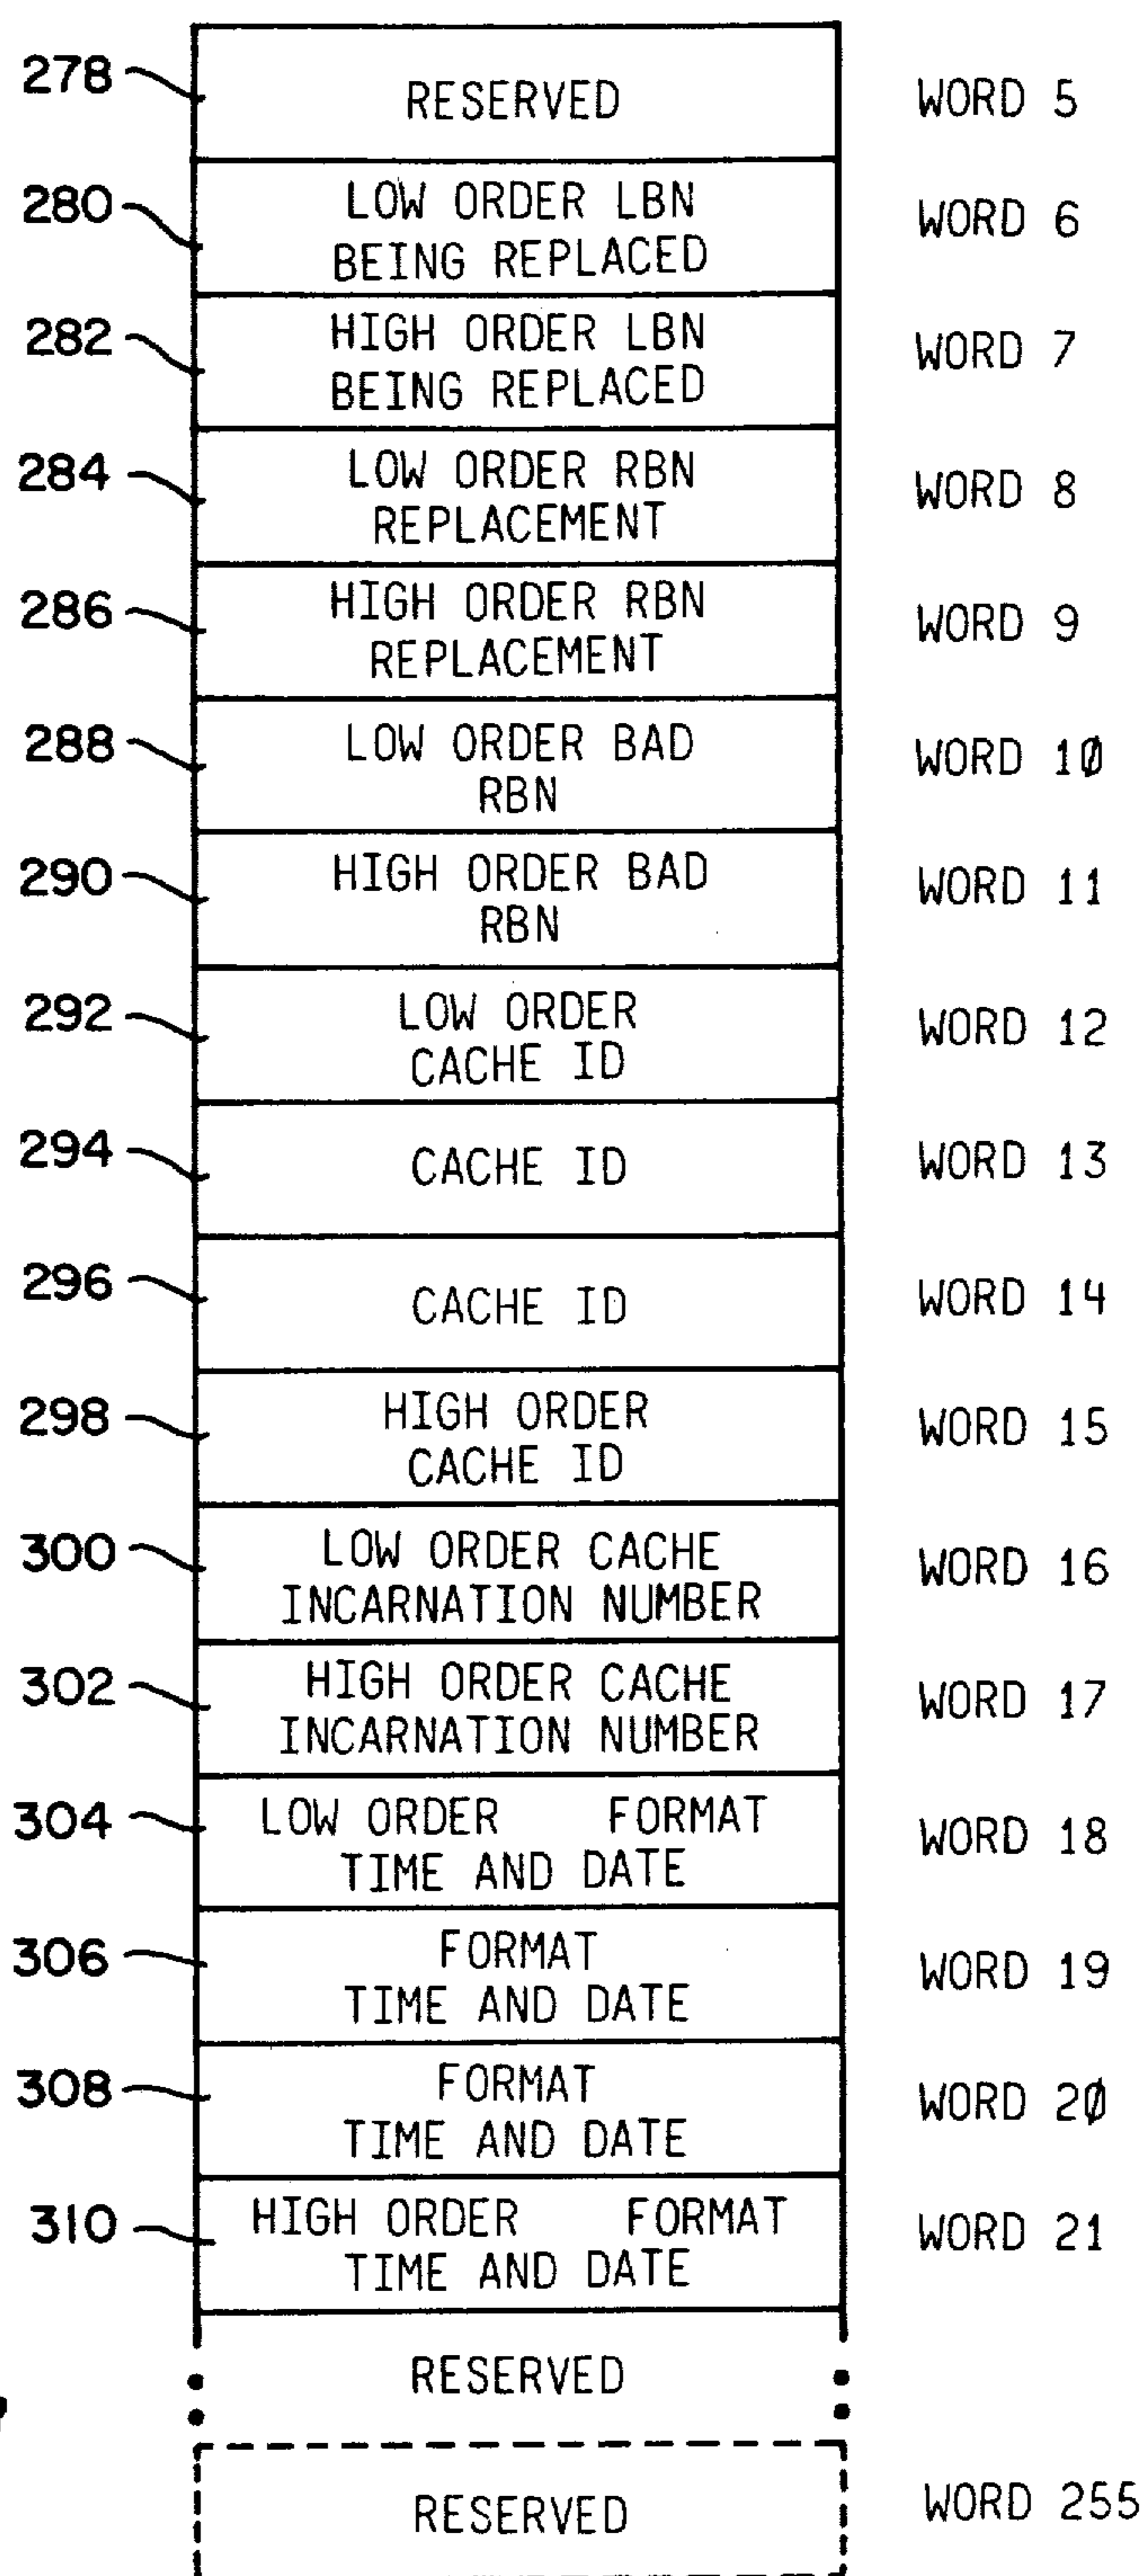 278 RESERVED WORD 5
280 LOW ORDER LBN WORD 6
BEING REPLACED
282 HIGH ORDER LBN WORD 7
BEING REPLACED
284 LOW ORDER RBN WORD 8
REPLACEMENT
286 HIGH ORDER RBN WORD 9
REPLACEMENT
288 LOW ORDER BAD WORD 10
RBN
290 HIGH ORDER BAD WORD 11
RBN
292 LOW ORDER WORD 12
CACHE ID
294 CACHE ID WORD 13
296 CACHE ID WORD 14
298 HIGH ORDER WORD 15
CACHE ID
300 LOW ORDER CACHE WORD 16
INCARNATION NUMBER
302 HIGH ORDER CACHE WORD 17
INCARNATION NUMBER
304 LOW ORDER FORMAT WORD 18
TIME AND DATE
306 FORMAT WORD 19
TIME AND DATE
308 FORMAT WORD 20
TIME AND DATE
310 HIGH ORDER FORMAT WORD 21
TIME AND DATE
RESERVED
RESERVED WORD 255